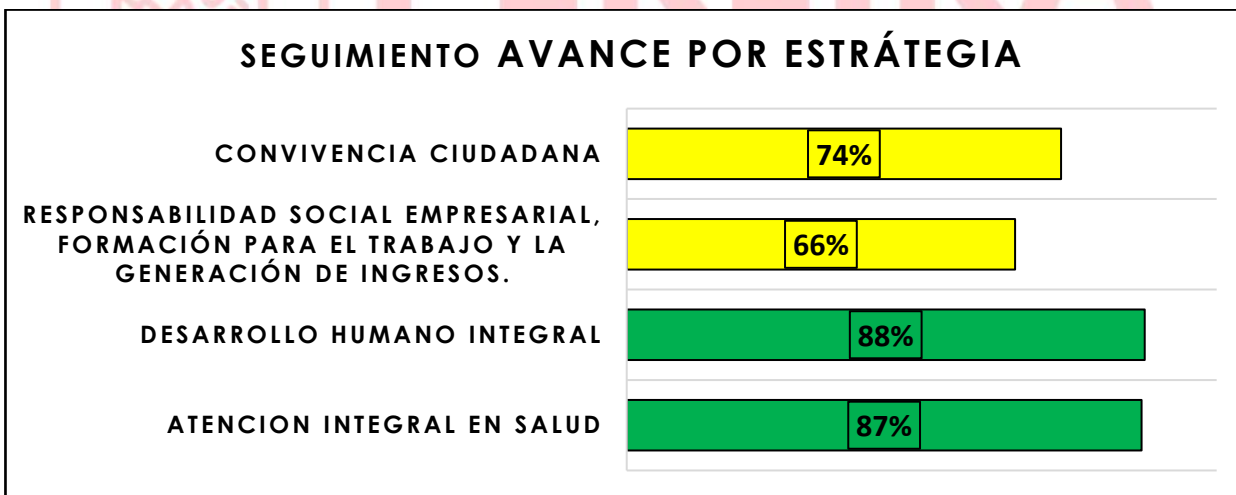 SEGUIMIENTO AVANCE POR ESTRÁTEGIA
CONVIVENCIA CIUDADANA
74%
RESPONSABILIDAD SOCIAL EMPRESARIAL,
FORMACIÓN PARA EL TRABAJO Y LA
GENERACIÓN DE INGRESOS.
66%
DESARROLLO HUMANO INTEGRAL
88%
ATENCION INTEGRAL EN SALUD
87%